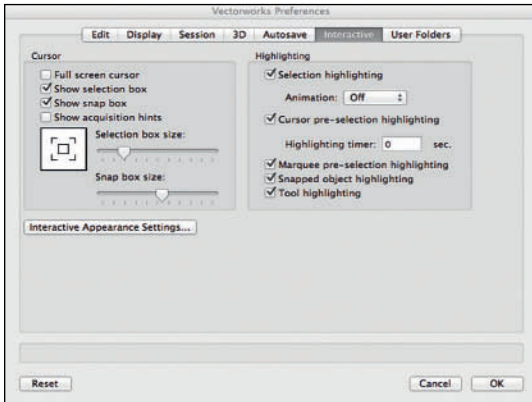 Vectorworks Preferences
Edit Display Session 3D Autosave Interactive User Folders
Cursor
Full screen cursor
Show selection box
Show snap box
Show acquisition hints
Selection box size:
Snap box size:
Interactive Appearance Settings...
Highlighting
Selection highlighting
Animation: Off
Cursor pre-selection highlighting
Highlighting timer: 0 sec.
Marquee pre-selection highlighting
Snapped object highlighting
Tool highlighting
Reset Cancel OK